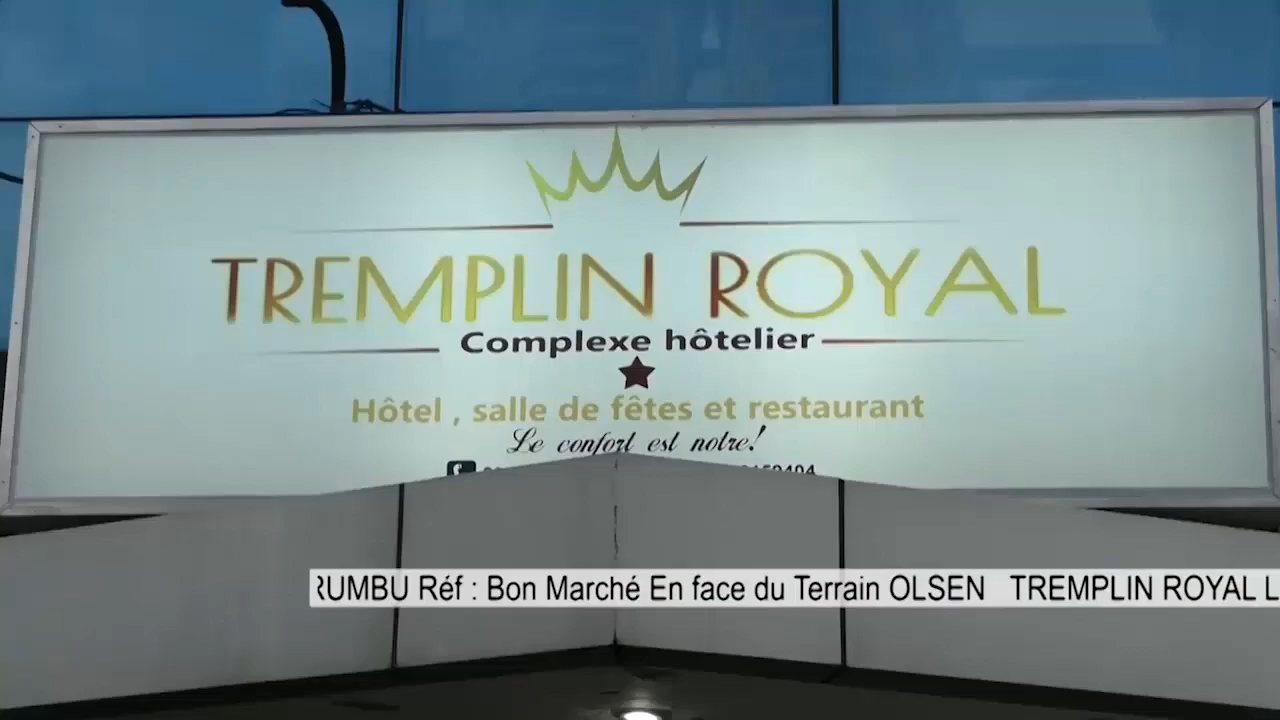 TREMPLIN ROYAL
Complexe hôtelier
Hôtel , salle de fêtes et restaurant
Le confort est notre!
RUMBU Réf : Bon Marché En face du Terrain OLSEN TREMPLIN ROYAL L